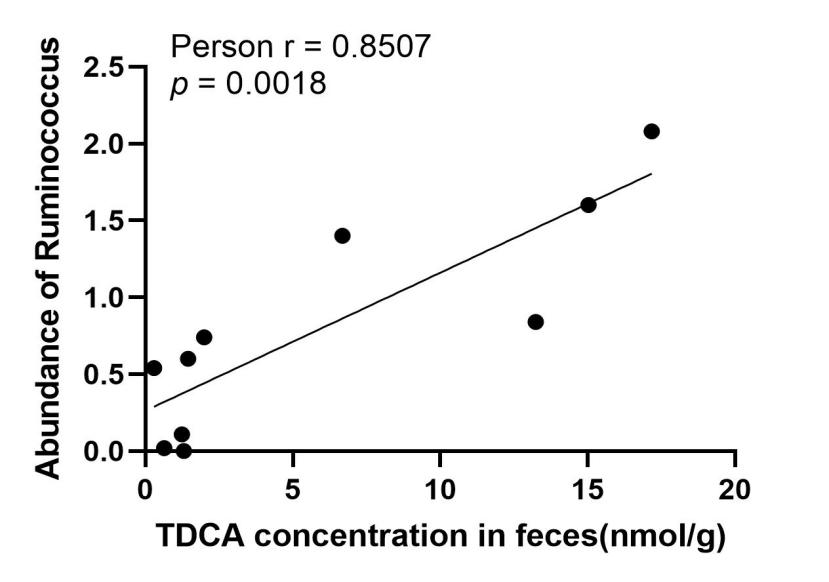 Person r = 0.8507
p = 0.0018
Abundance of Ruminococcus
2.5
2.0
1.5
1.0
0.5
0.0
0 5 10 15 20
TDCA concentration in feces(nmol/g)